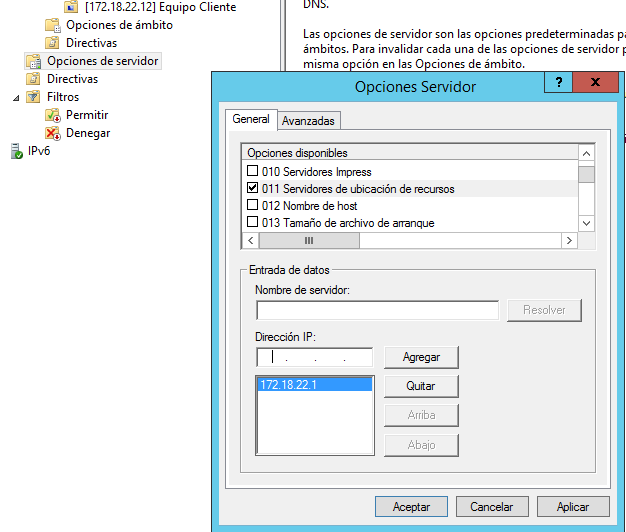 [172.18.22.12] Equipo Cliente
Opciones de ámbito
Directivas
Opciones de servidor
Directivas
Filtros
Permitir
Denegar
IPv6
DNS.
Las opciones de servidor son las opciones predeterminadas pa
ámbitos. Para invalidar cada una de las opciones de servidor p
misma opción en las Opciones de ámbito.
Opciones Servidor
?
x
General
Avanzadas
Opciones disponibles
010 Servidores Impress
011 Servidores de ubicación de recursos
012 Nombre de host
013 Tamaño de archivo de arranque
Entrada de datos
Nombre de servidor:
Resolver
Dirección IP:
. . .
Agregar
172.18.22.1
Quitar
Arriba
Abajo
Aceptar
Cancelar
Aplicar